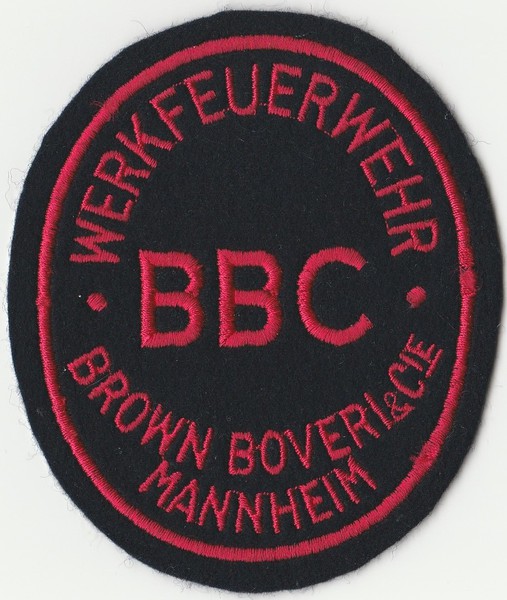 WERKFEUERWEHR
BBC
BROWN BOVERI & CIE
MANNHEIM